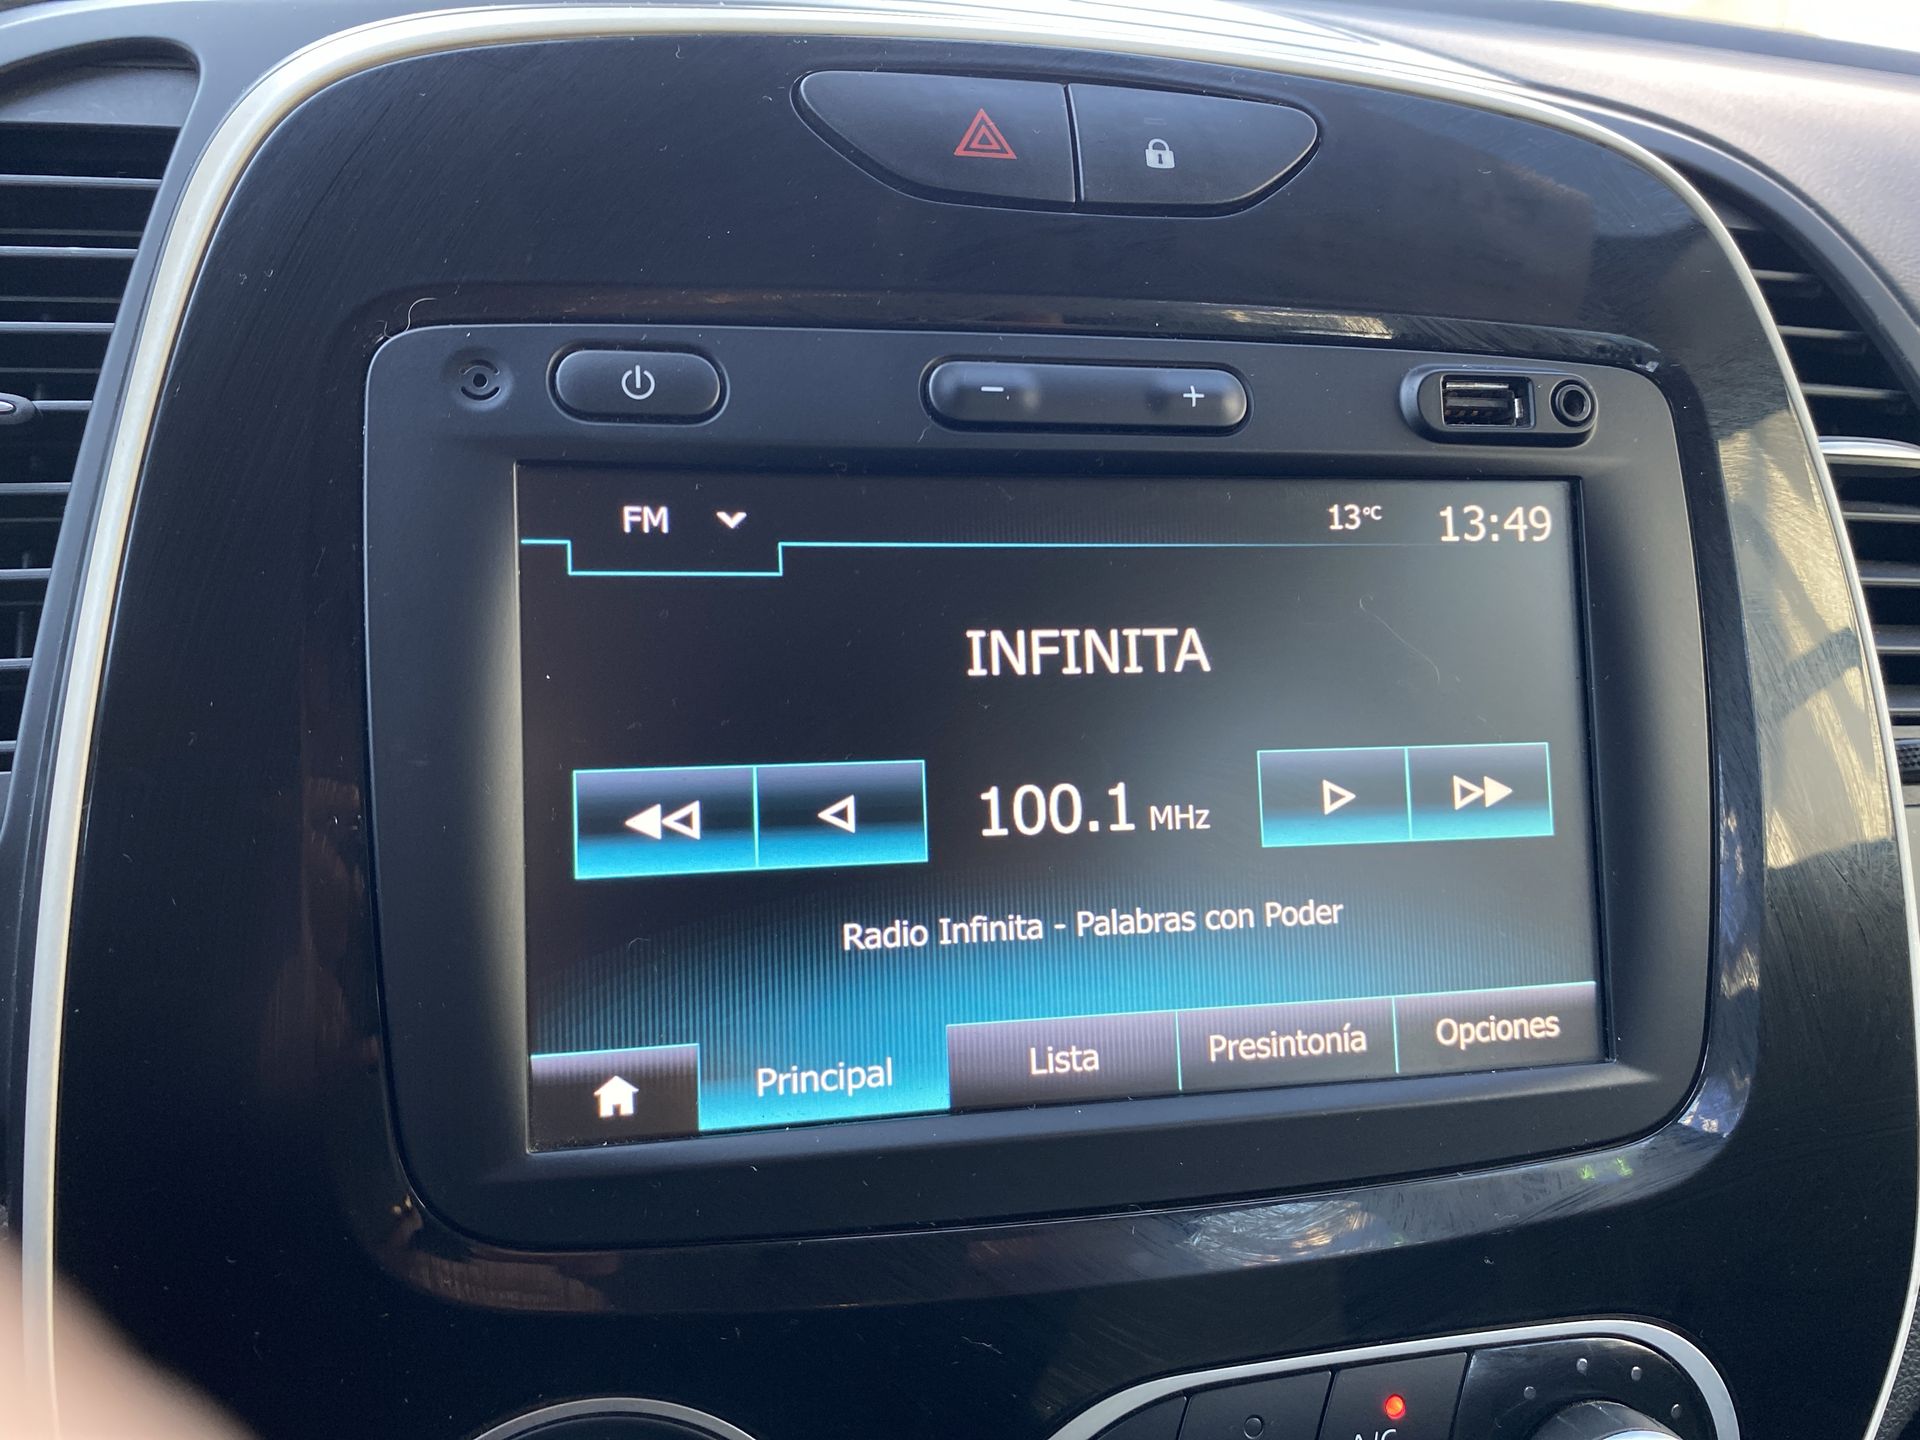 FM 13°C 13:49
INFINITA
100.1 MHz
Radio Infinita - Palabras con Poder
Principal Lista Presintonía Opciones
A/C